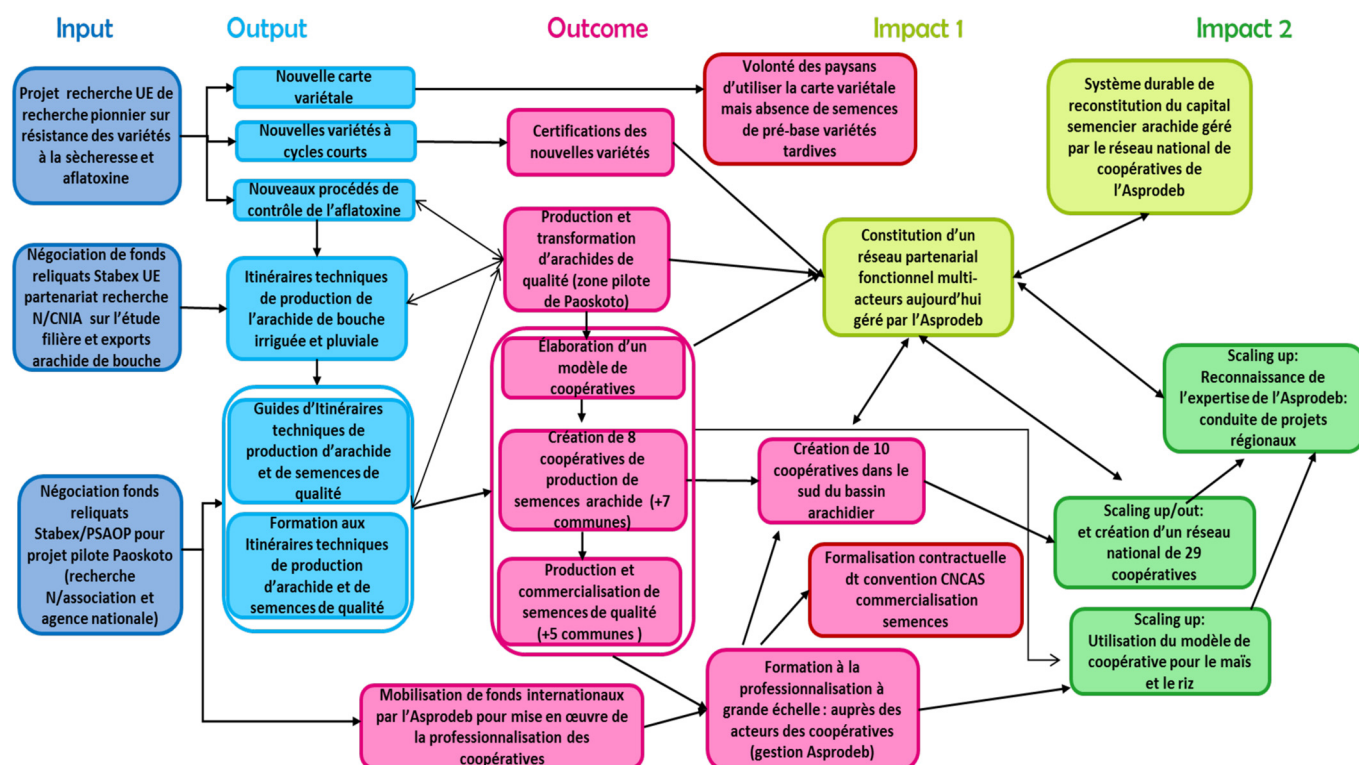 Input
Output
Outcome
Impact 1
Impact 2
Projet recherche UE de
recherche pionnier sur
résistance des variétés
à la sècheresse et
aflatoxine
Négociation de fonds
reliquats Stabex UE
partenariat recherche
N/CNIA sur l'étude
filière et exports
arachide de bouche
Négociation fonds
reliquats
Stabex/PSAOP pour
projet pilote Paoskoto
(recherche
N/association et
agence nationale)
Nouvelle carte
variétale
Nouvelles variétés à
cycles courts
Nouveaux procédés de
contrôle de l'aflatoxine
Itinéraires techniques
de production de
l'arachide de bouche
irriguée et pluviale
Guides d'Itinéraires
techniques de
production d'arachide
et de semences de
qualité
Formation aux
Itinéraires techniques
de production
d'arachide et de
semences de qualité
Mobilisation de fonds internationaux
par l'Asprodeb pour mise en œuvre de
la professionnalisation des
coopératives
Certifications des
nouvelles variétés
Production et
transformation
d'arachides de
qualité (zone pilote
de Paoskoto)
Élaboration d'un
modèle de
coopératives
Création de 8
coopératives de
production de
semences arachide (+7
communes)
Production et
commercialisation de
semences de qualité
(+5 communes )
Volonté des paysans
d'utiliser la carte variétale
mais absence de semences
de pré-base variétés
tardives
Constitution d'un
réseau partenarial
fonctionnel multi-
acteurs aujourd'hui
géré par l'Asprodeb
Création de 10
coopératives dans le
sud du bassin
arachidier
Formalisation contractuelle
dt convention CNCAS
commercialisation
semences
Formation à la
professionnalisation à
grande échelle : auprès des
acteurs des coopératives
(gestion Asprodeb)
Système durable de
reconstitution du capital
semencier arachide géré
par le réseau national de
coopératives de
l'Asprodeb
Scaling up:
Reconnaissance de
l'expertise de l'Asprodeb:
conduite de projets
régionaux
Scaling up/out:
et création d'un réseau
national de 29
coopératives
Scaling up:
Utilisation du modèle de
coopérative pour le maïs
et le riz